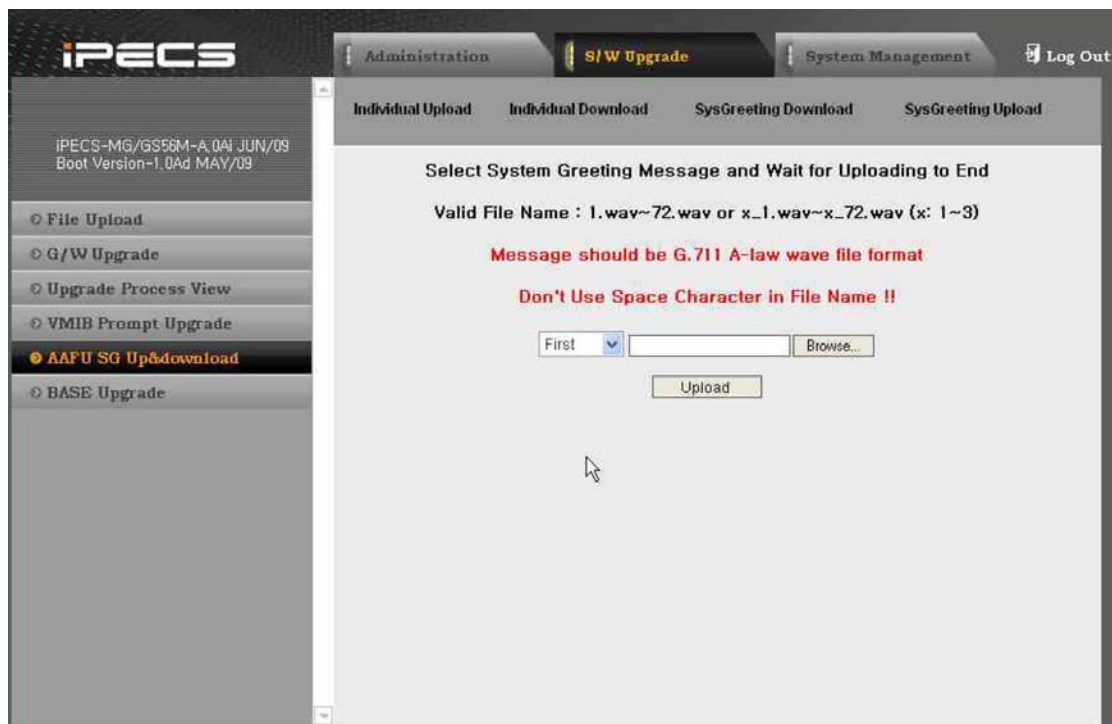 iPECS
Administration
S/W Upgrade
System Management
Log Out
iPECS-MG/GS56M-A.0Ai JUN/09
Boot Version-1.0Ad MAY/09
File Upload
G/W Upgrade
Upgrade Process View
VMIB Prompt Upgrade
AAFU SG Up&download
BASE Upgrade
Individual Upload Individual Download SysGreeting Download SysGreeting Upload
Select System Greeting Message and Wait for Uploading to End
Valid File Name : 1.wav~72.wav or x_1.wav~x_72.wav (x: 1~3)
Message should be G.711 A-law wave file format
Don't Use Space Character in File Name !!
First Browse...
Upload